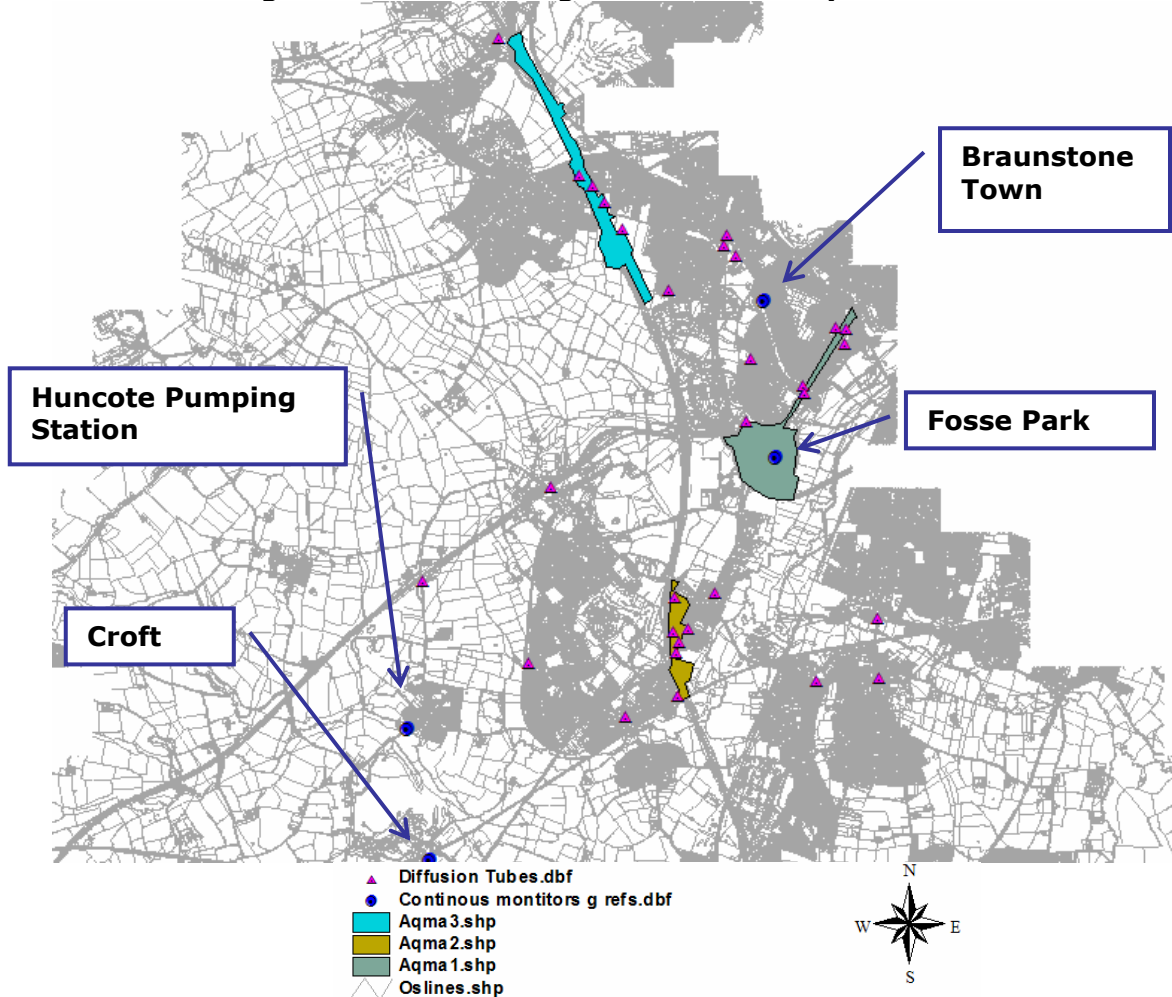 Braunstone
Town
Huncote Pumping
Station
Fosse Park
Croft
Diffusion Tubes.dbf
Continous montitors g refs.dbf
Aqma3.shp
Aqma2.shp
Aqma1.shp
Oslines.shp
N
W
E
S